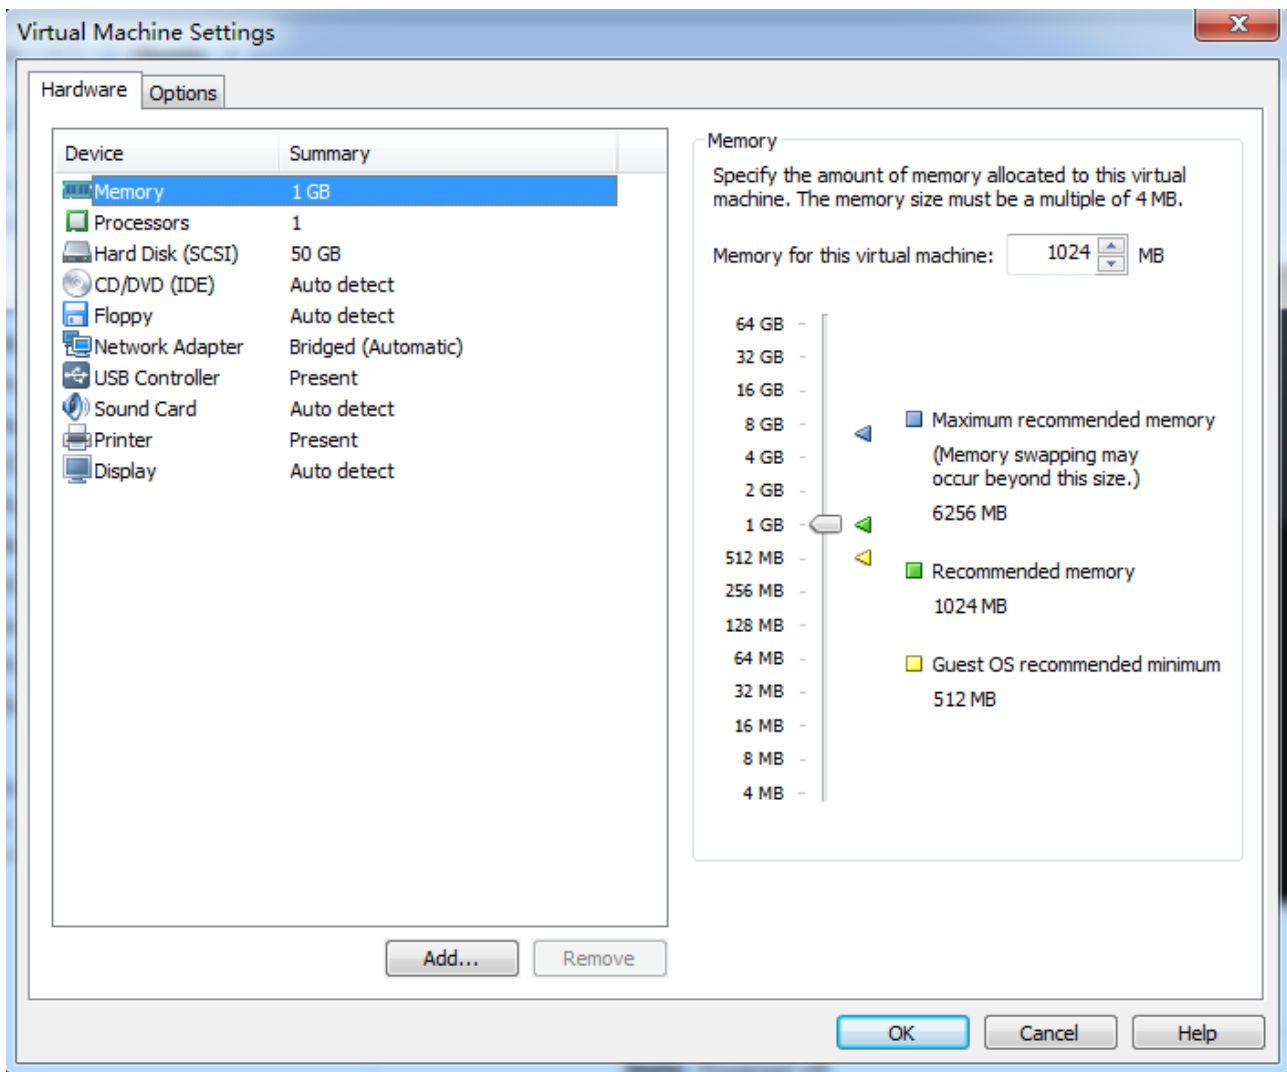 Virtual Machine Settings
Hardware
Options
Device Summary
Memory 1 GB
Processors 1
Hard Disk (SCSI) 50 GB
CD/DVD (IDE) Auto detect
Floppy Auto detect
Network Adapter Bridged (Automatic)
USB Controller Present
Sound Card Auto detect
Printer Present
Display Auto detect
Add...
Remove
Memory
Specify the amount of memory allocated to this virtual
machine. The memory size must be a multiple of 4 MB.
Memory for this virtual machine: 1024 MB
64 GB
32 GB
16 GB
8 GB
4 GB
2 GB
1 GB
512 MB
256 MB
128 MB
64 MB
32 MB
16 MB
8 MB
4 MB
Maximum recommended memory
(Memory swapping may
occur beyond this size.)
6256 MB
Recommended memory
1024 MB
Guest OS recommended minimum
512 MB
OK
Cancel
Help